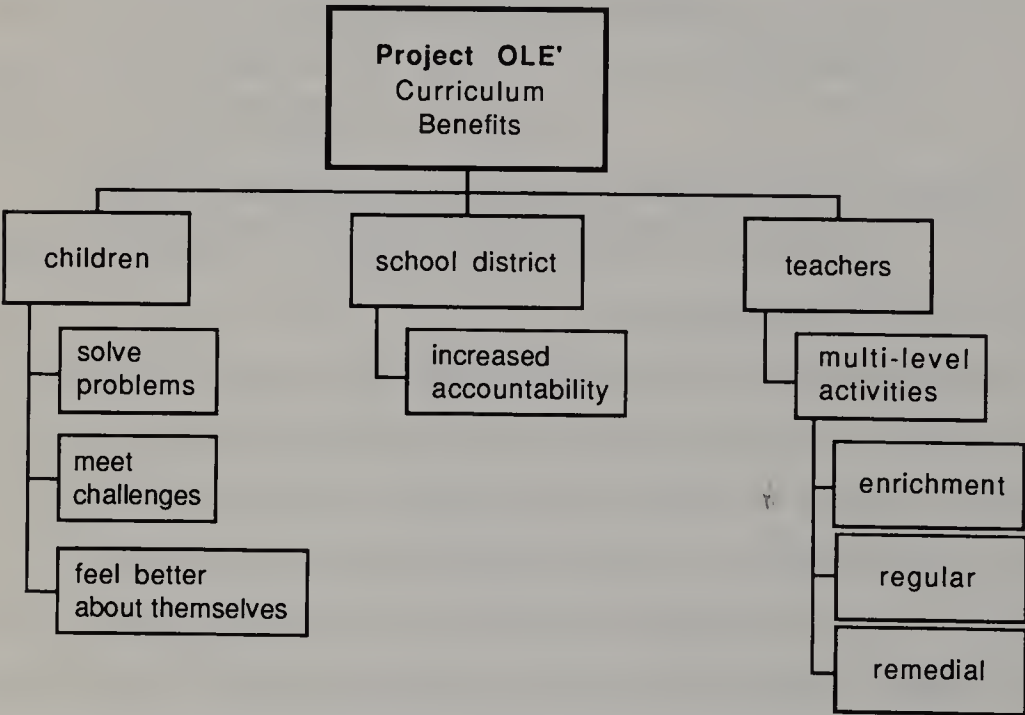 Project OLE'
Curriculum
Benefits
children
solve
problems
meet
challenges
feel better
about themselves
school district
increased
accountability
teachers
multi-level
activities
enrichment
regular
remedial